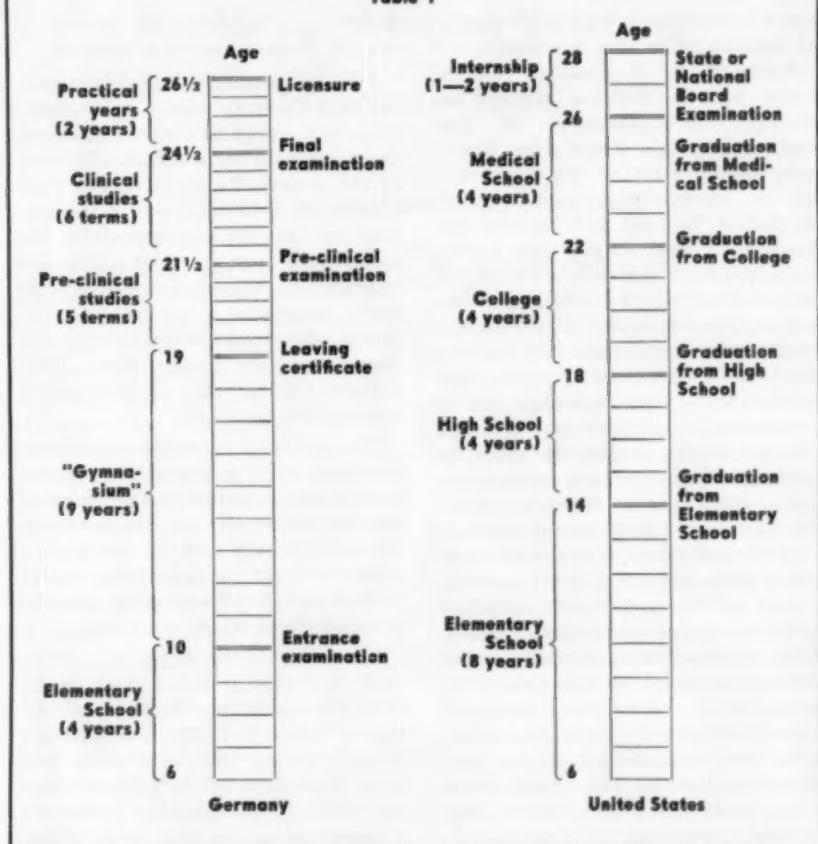 Age
26½
Licensure
Practical
years
(2 years)
24½
Final
examination
Clinical
studies
(6 terms)
21½
Pre-clinical
examination
Pre-clinical
studies
(5 terms)
19
Leaving
certificate
"Gymna-
sium"
(9 years)
10
Entrance
examination
Elementary
School
(4 years)
6
Germany
Age
28
State or
National
Board
Examination
Internship
(1—2 years)
26
Graduation
from Medi-
cal School
Medical
School
(4 years)
22
Graduation
from College
College
(4 years)
18
Graduation
from High
School
High School
(4 years)
14
Graduation
from
Elementary
School
Elementary
School
(8 years)
6
United States